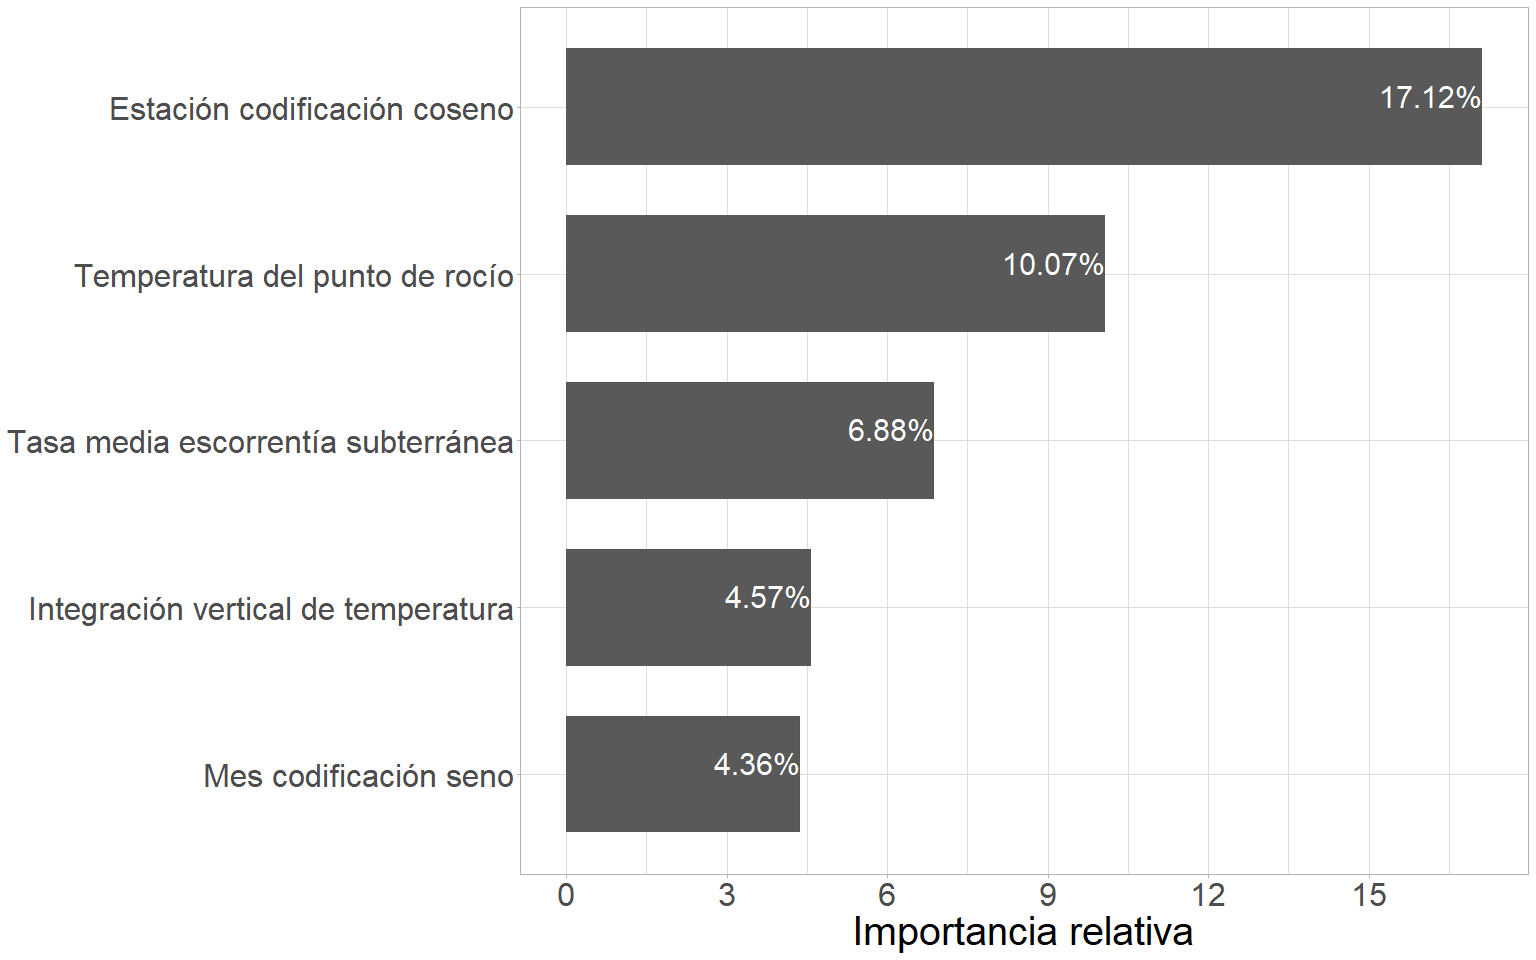 Estación codificación coseno
17.12%
Temperatura del punto de rocío
10.07%
Tasa media escorrentía subterránea
6.88%
Integración vertical de temperatura
4.57%
Mes codificación seno
4.36%
0 3 6 9 12 15
Importancia relativa